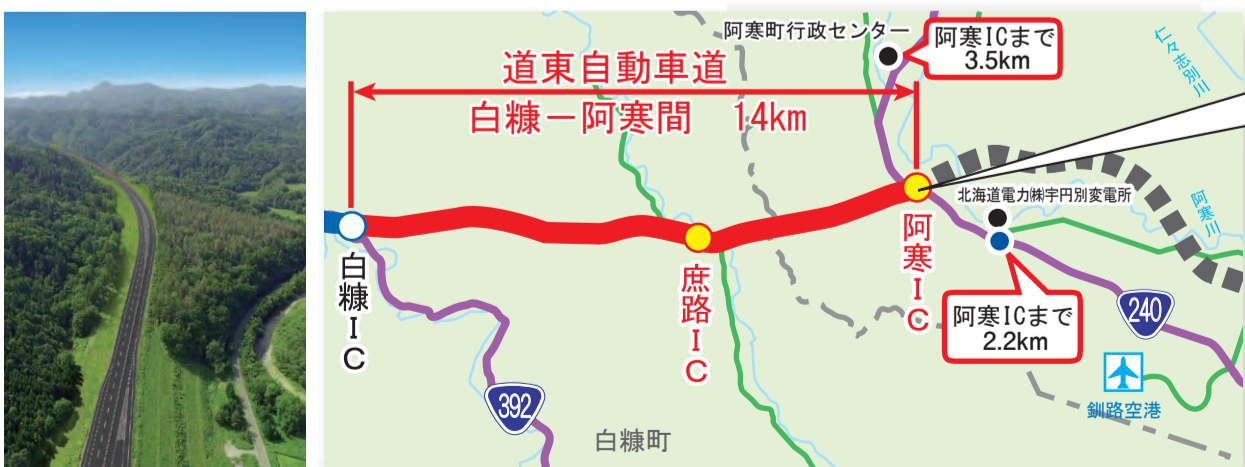 阿寒町行政センター
阿寒ICまで
3.5km
仁々志別川
道東自動車道
白糠－阿寒間　14km
北海道電力㈱宇円別変電所
阿寒川
白糠IC
庶路IC
阿寒IC
阿寒ICまで
2.2km
240
392
釧路空港
白糠町